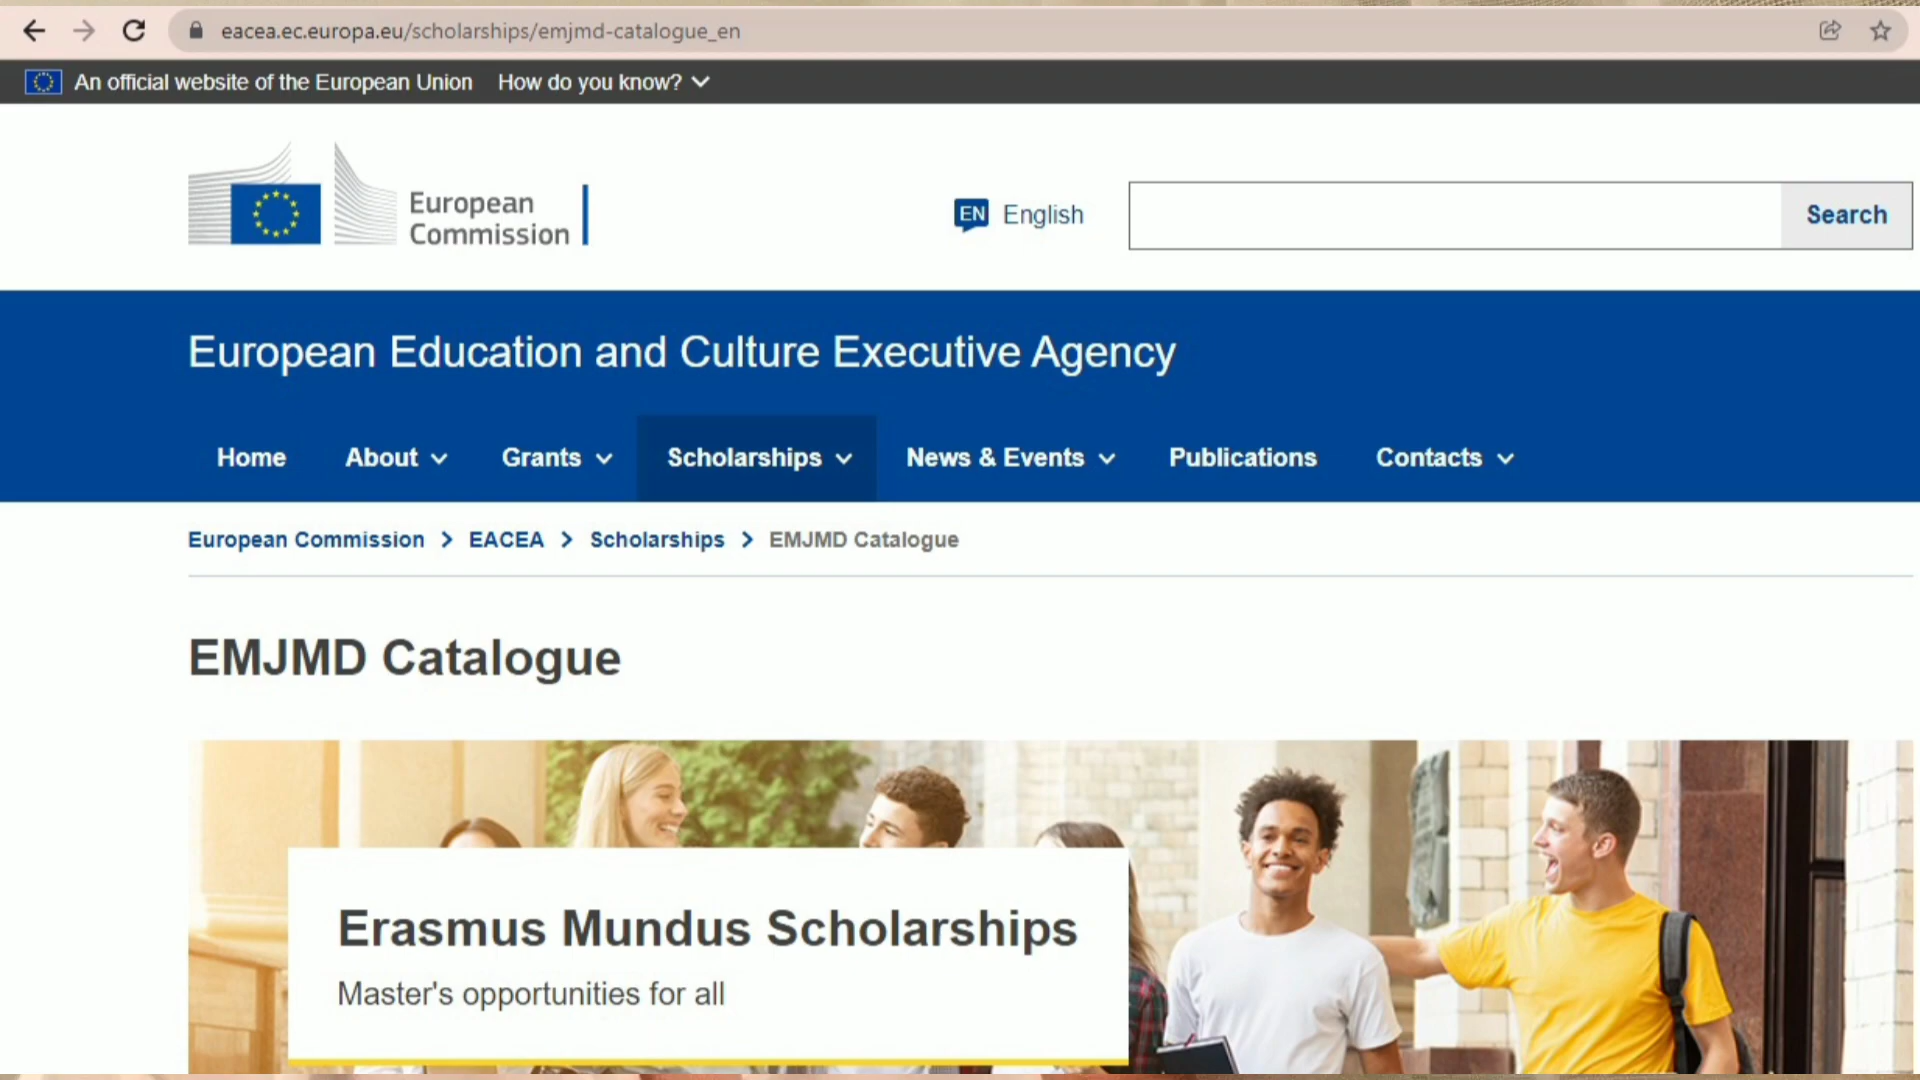 eacea.ec.europa.eu/scholarships/emjmd-catalogue_en
An official website of the European Union How do you know?
European
Commission
EN English
Search
European Education and Culture Executive Agency
Home About Grants Scholarships News & Events Publications Contacts
European Commission > EACEA > Scholarships > EMJMD Catalogue
EMJMD Catalogue
Erasmus Mundus Scholarships
Master's opportunities for all